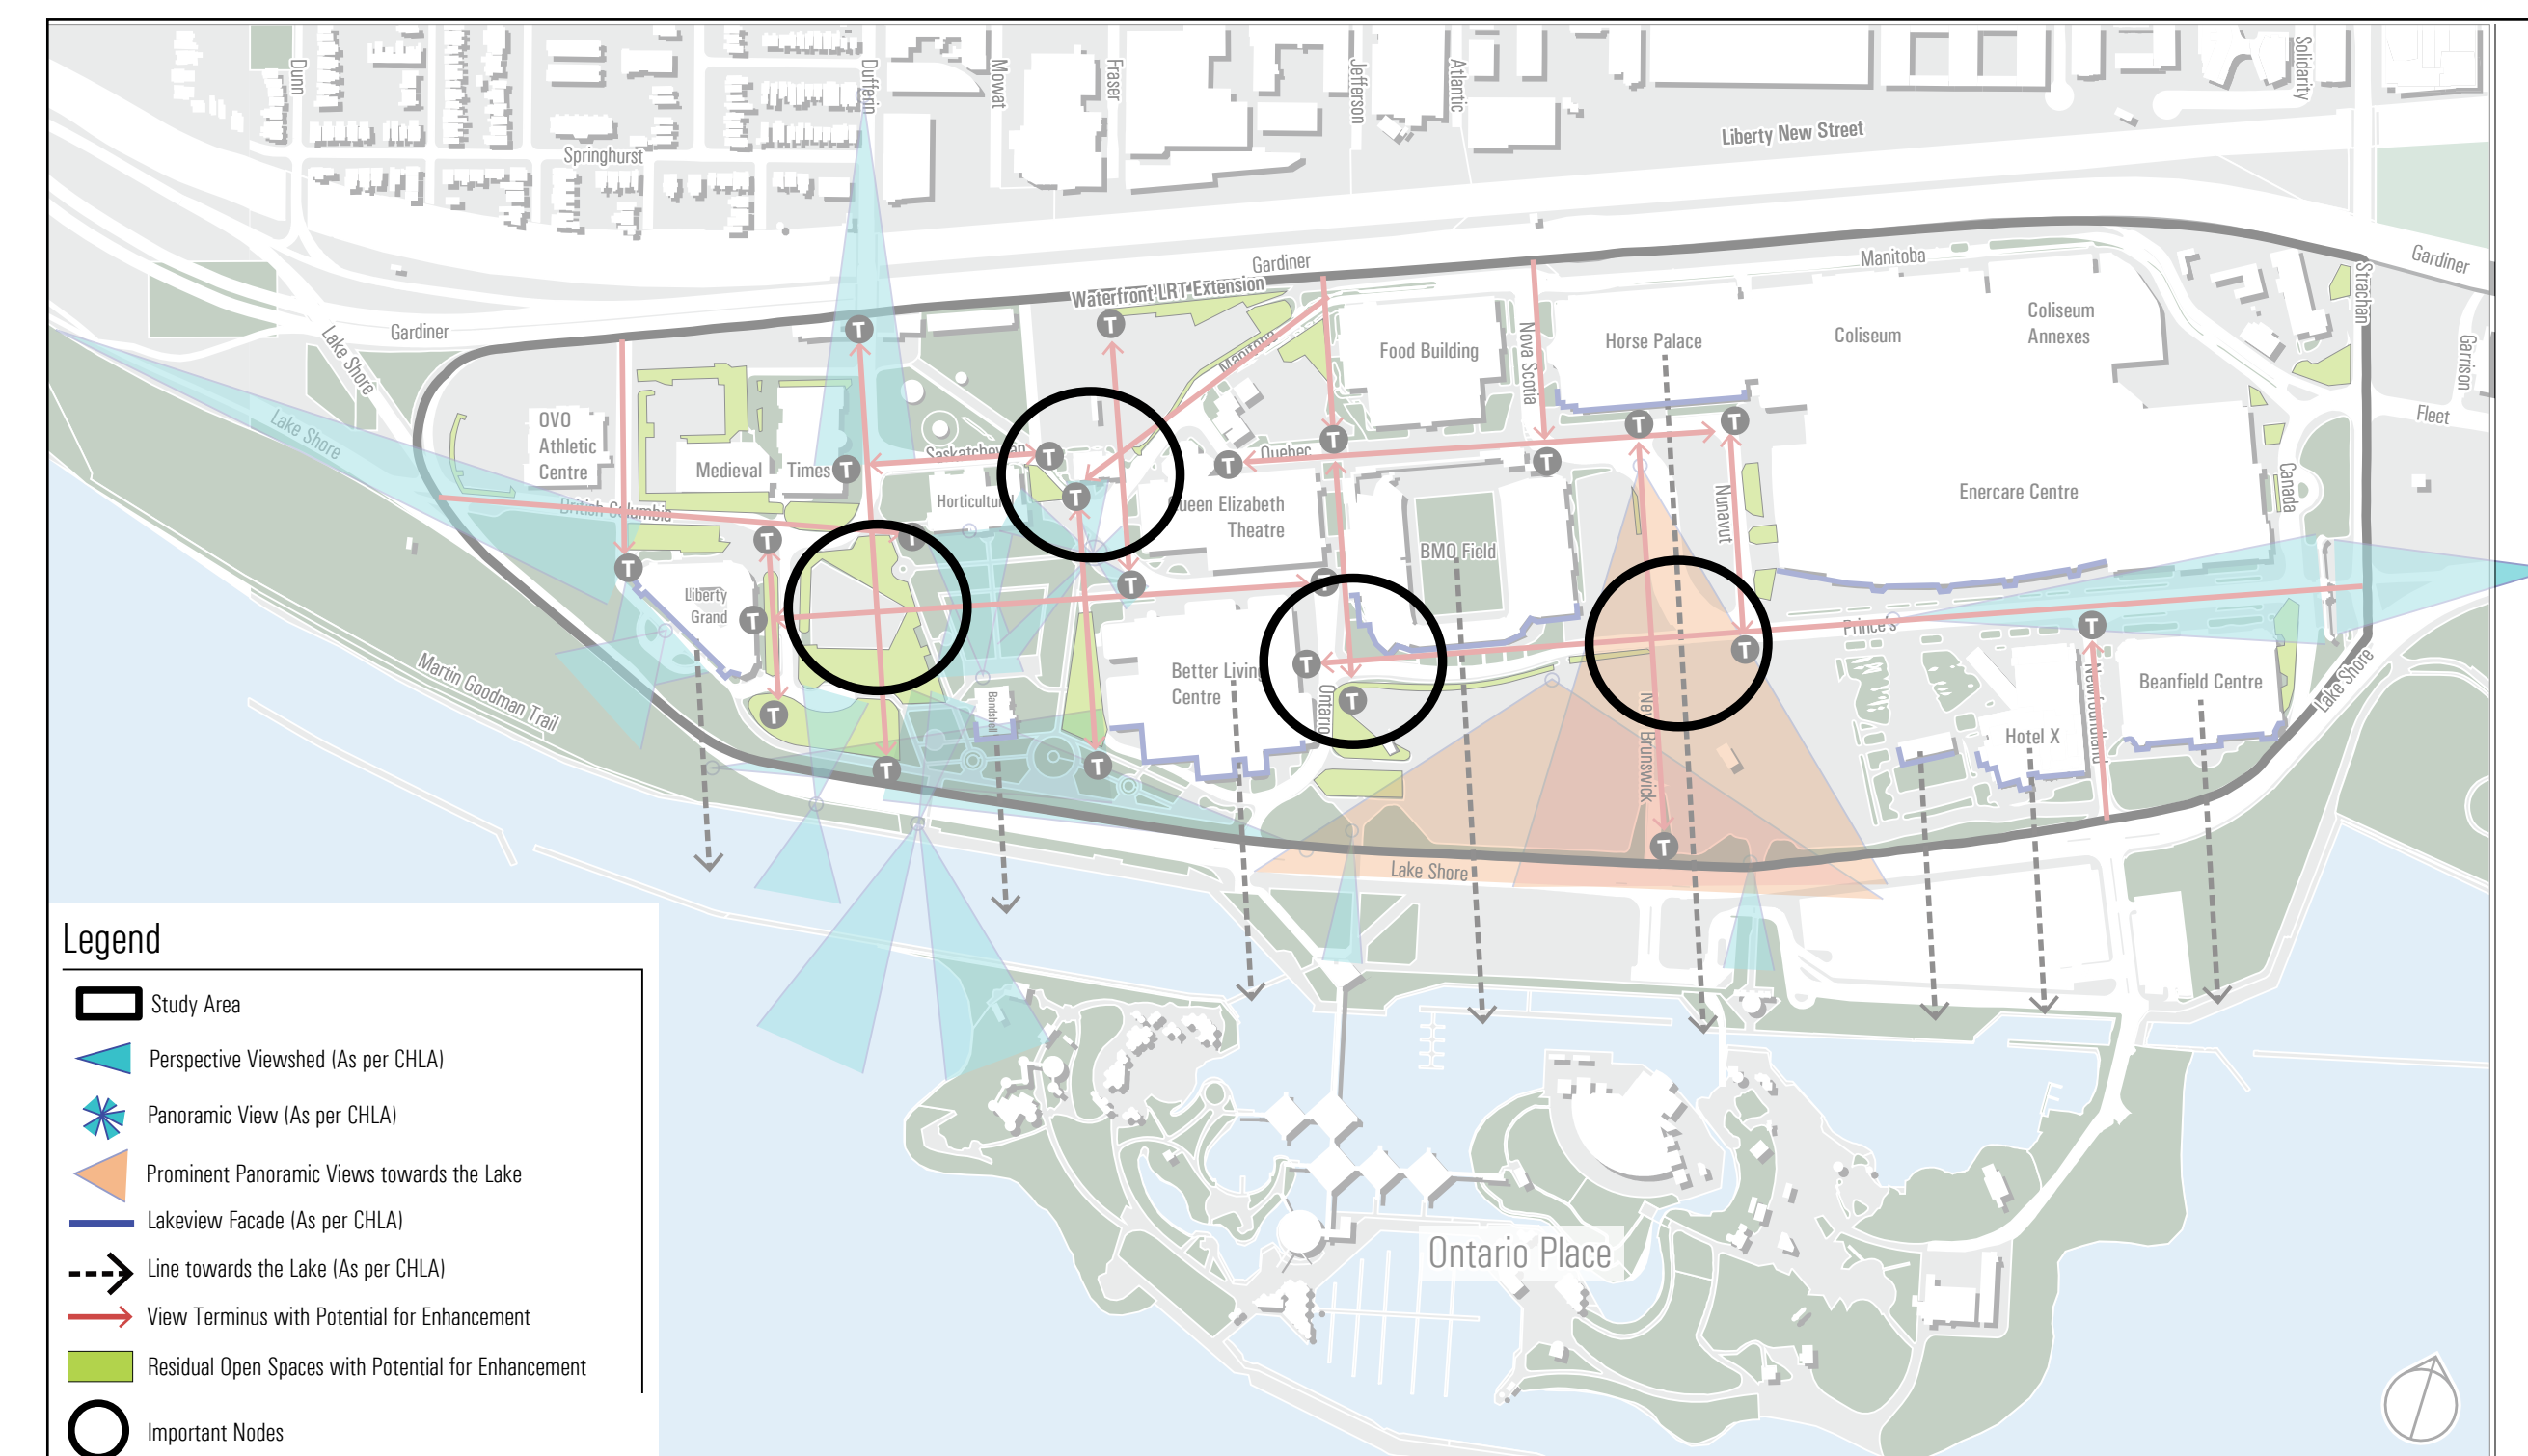 Dunn
Dufferin
Mowat
Fraser
Jefferson
Atlantic
Solidarity
Springhurst
Liberty New Street
Gardiner
Waterfront LRT Extension
Manitoba
Gardiner
Strachan
Gardiner
Lake Shore
Manitoba
Nova Scotia
Food Building
Horse Palace
Coliseum
Coliseum
Annexes
Garrison
Fleet
Lake Shore
OVO
Athletic
Centre
Medieval Times
T
Saskatchewan
Quebec
Horticultural
British Columbia
Queen Elizabeth
Theatre
BMO Field
Nunavut
Enercare Centre
Canada
Liberty
Grand
Prince's
Martin Goodman Trail
Bandshell
Better Living
Centre
Ontario
New Brunswick
Hotel X
Newfoundland
Beanfield Centre
Lake Shore
Lake Shore
Ontario Place
Legend
Study Area
Perspective Viewshed (As per CHLA)
Panoramic View (As per CHLA)
Prominent Panoramic Views towards the Lake
Lakeview Facade (As per CHLA)
Line towards the Lake (As per CHLA)
View Terminus with Potential for Enhancement
Residual Open Spaces with Potential for Enhancement
Important Nodes